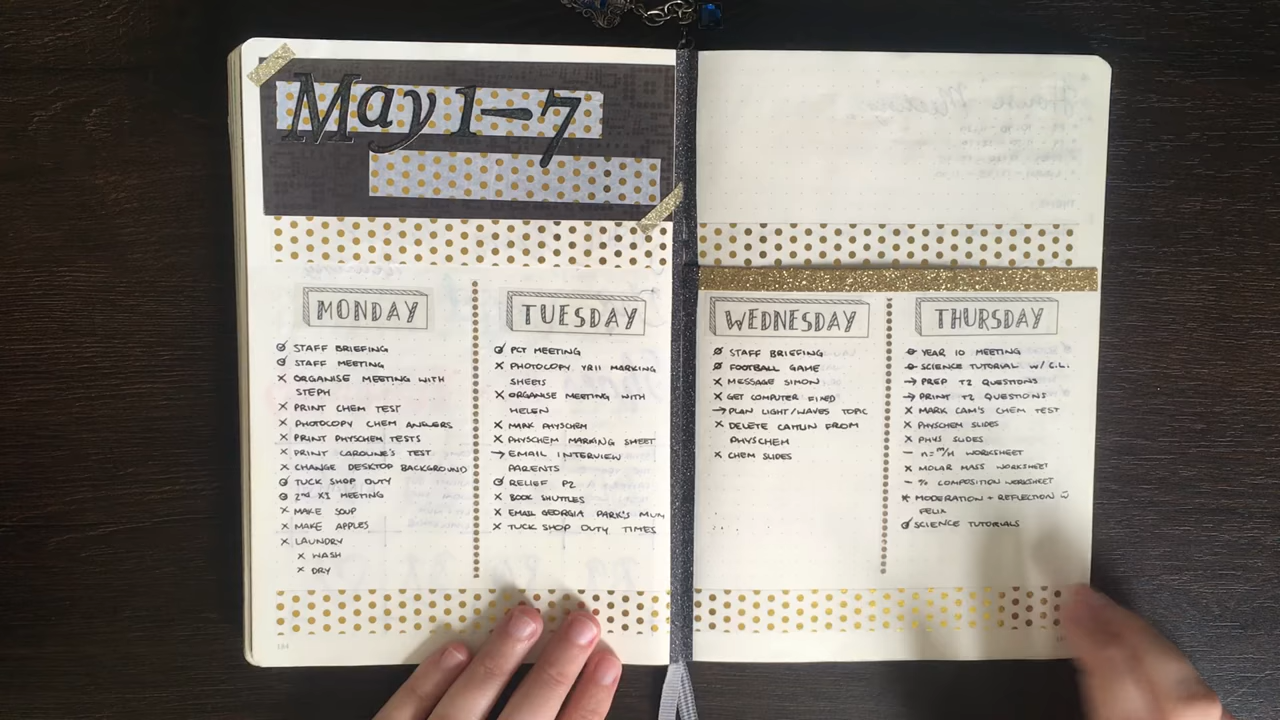 May 1-7
MONDAY
STAFF BRIEFING
STAFF MEETING
X ORGANISE MEETING WITH
STEPH
X PRINT CHEM TEST
X PHOTOCOPY CHEM ANSWERS
X PRINT PHYSCHEM TESTS
X PRINT CAROLINE'S TEST
X CHANGE DESKTOP BACKGROUND
TUCK SHOP DUTY
2nd XI MEETING
X MAKE SOUP
X MAKE APPLES
X LAUNDRY
X WASH
X DRY
184
TUESDAY
PCT MEETING
X PHOTOCOPY YR11 MARKING
SHEETS
X ORGANISE MEETING WITH
HELEN
X MARK PHYSCHEM
X PHYSCHEM MARKING SHEET
→ EMAIL INTERVIEW
PARENTS
RELIEF P2
X BOOK SHUTTLES
X EMAIL GEORGIA PARK'S MUM
X TUCK SHOP DUTY TIMES
WEDNESDAY
STAFF BRIEFING
FOOTBALL GAME
X MESSAGE SIMON
X GET COMPUTER FIXED
→ PLAN LIGHT/WAVES TOPIC
X DELETE CAITLIN FROM
PHYSCHEM
X CHEM SLIDES
THURSDAY
YEAR 10 MEETING
SCIENCE TUTORIAL W/ C.L.
→ PREP T2 QUESTIONS
→ PRINT T2 QUESTIONS
X MARK CAM'S CHEM TEST
X PHYSCHEM SLIDES
X PHYS SLIDES
- n=m/M WORKSHEET
X MOLAR MASS WORKSHEET
- % COMPOSITION WORKSHEET
MODERATION + REFLECTION
FELIX
SCIENCE TUTORIALS